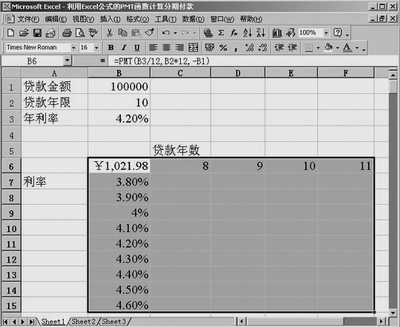 Microsoft Excel - 利用Excel公式的PMT函数计算分期付款
文件(F) 编辑(E) 视图(V) 插入(I) 格式(O) 工具(T) 数据(D) 窗口(W) 帮助(H)
100%
Times New Roman 16
B6 =PMT(B3/12,B2*12,-B1)
A B C D E F
1 贷款金额 100000
2 贷款年限 10
3 年利率 4.20%
4
5 贷款年数
6 ¥1,021.98 8 9 10 11
7 利率 3.80%
8 3.90%
9 4%
10 4.10%
11 4.20%
12 4.30%
13 4.40%
14 4.50%
15 4.60%
Sheet1 Sheet2 Sheet3